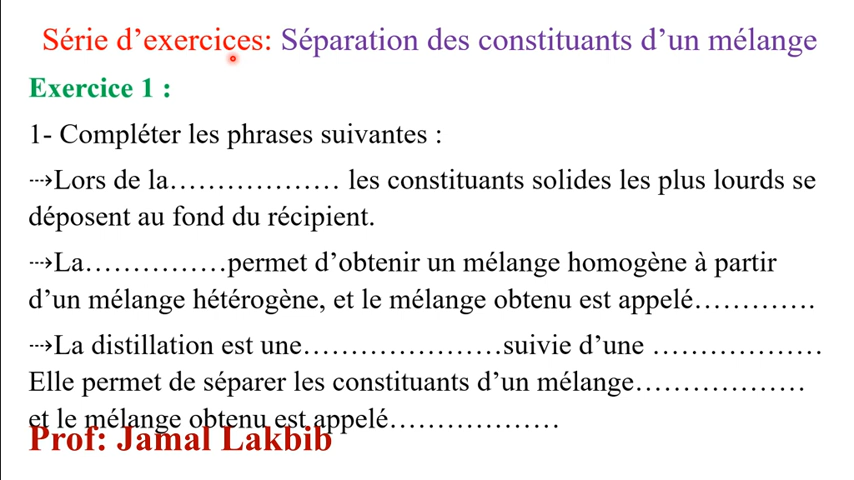 Série d’exercices: Séparation des constituants d’un mélange
Exercice 1 :
1- Compléter les phrases suivantes :
⤏Lors de la……………… les constituants solides les plus lourds se
déposent au fond du récipient.
⤏La……………permet d’obtenir un mélange homogène à partir
d’un mélange hétérogène, et le mélange obtenu est appelé………….
⤏La distillation est une…………………suivie d’une ………………
Elle permet de séparer les constituants d’un mélange………………
et le mélange obtenu est appelé………………
Prof: Jamal Lakbib